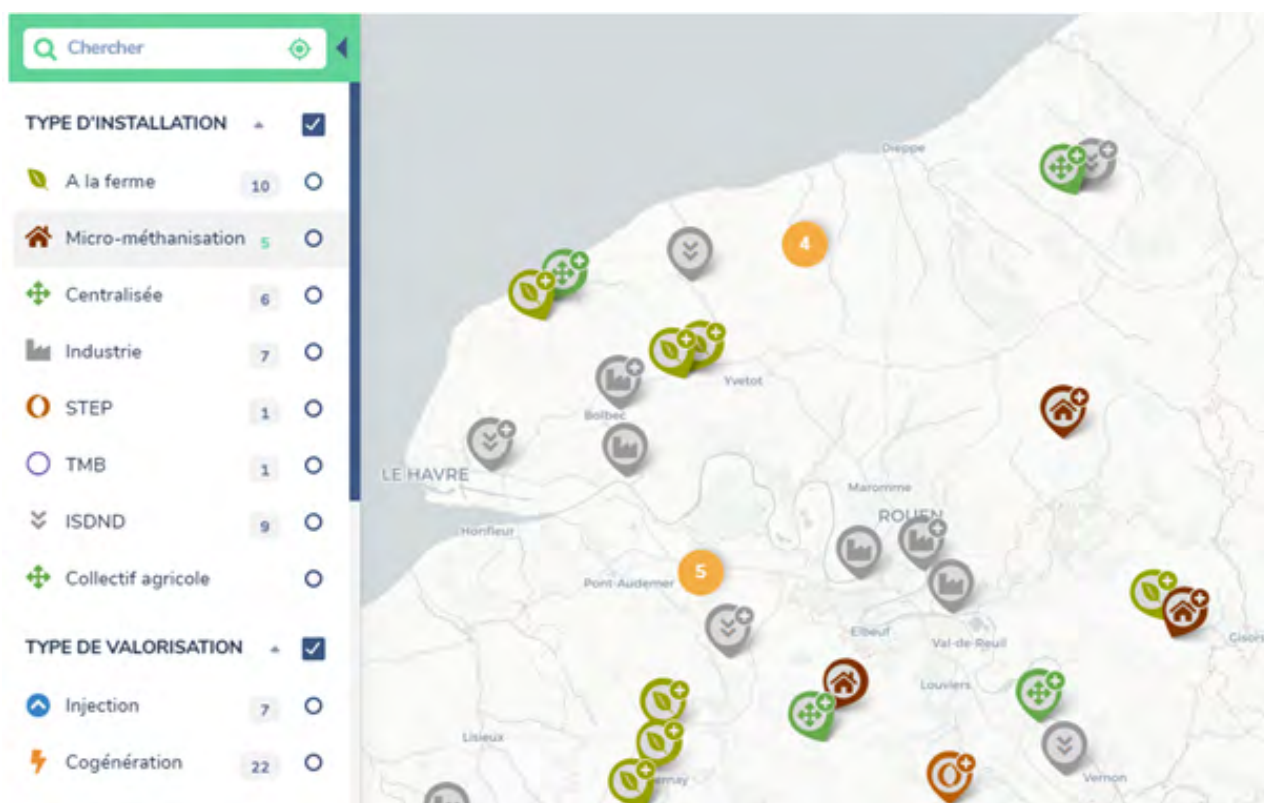 Chercher
TYPE D'INSTALLATION
A la ferme 10
Micro-méthanisation 5
Centralisée 6
Industrie 7
STEP 1
TMB 1
ISDND 9
Collectif agricole
TYPE DE VALORISATION
Injection 7
Cogénération 22
Dieppe
4
Yvetot
Bolbec
LE HAVRE
Maromme
ROUEN
Honfleur
Pont-Audemer
5
Elbeuf
Val-de-Reuil
Gisors
Louviers
Lisieux
Vernon